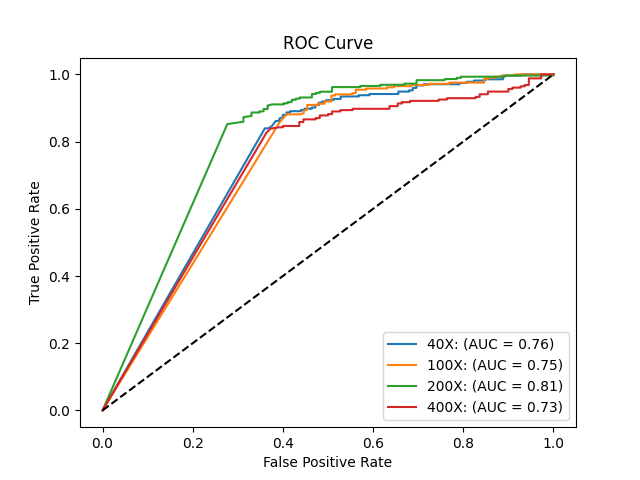 ROC Curve
True Positive Rate
1.0
0.8
0.6
0.4
0.2
0.0
40X: (AUC = 0.76)
100X: (AUC = 0.75)
200X: (AUC = 0.81)
400X: (AUC = 0.73)
0.0 0.2 0.4 0.6 0.8 1.0
False Positive Rate